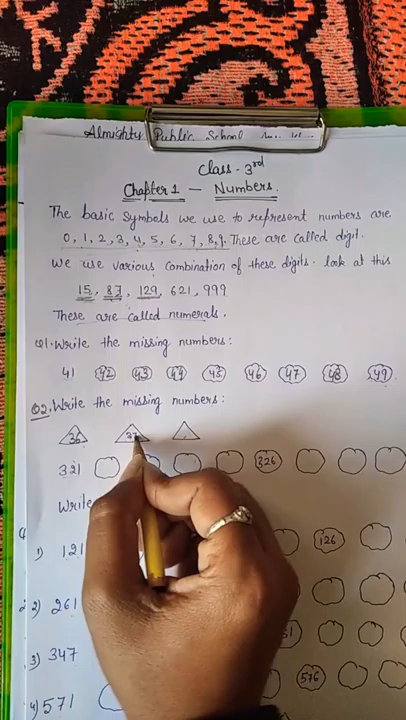 Almighty Public School
Class - 3rd
Chapter 1 - Numbers.
The basic symbols we use to represent numbers are
0, 1, 2, 3, 4, 5, 6, 7, 8, 9. These are called digit.
We use various combination of these digits. look at this
15, 87, 129, 621, 999
These are called numerals.
Q1. Write the missing numbers:
41 42 43 44 45 46 47 48 49
Q2. Write the missing numbers:
36 37
321 326
Write
1) 121 126
2) 261
3) 347
4) 571 576